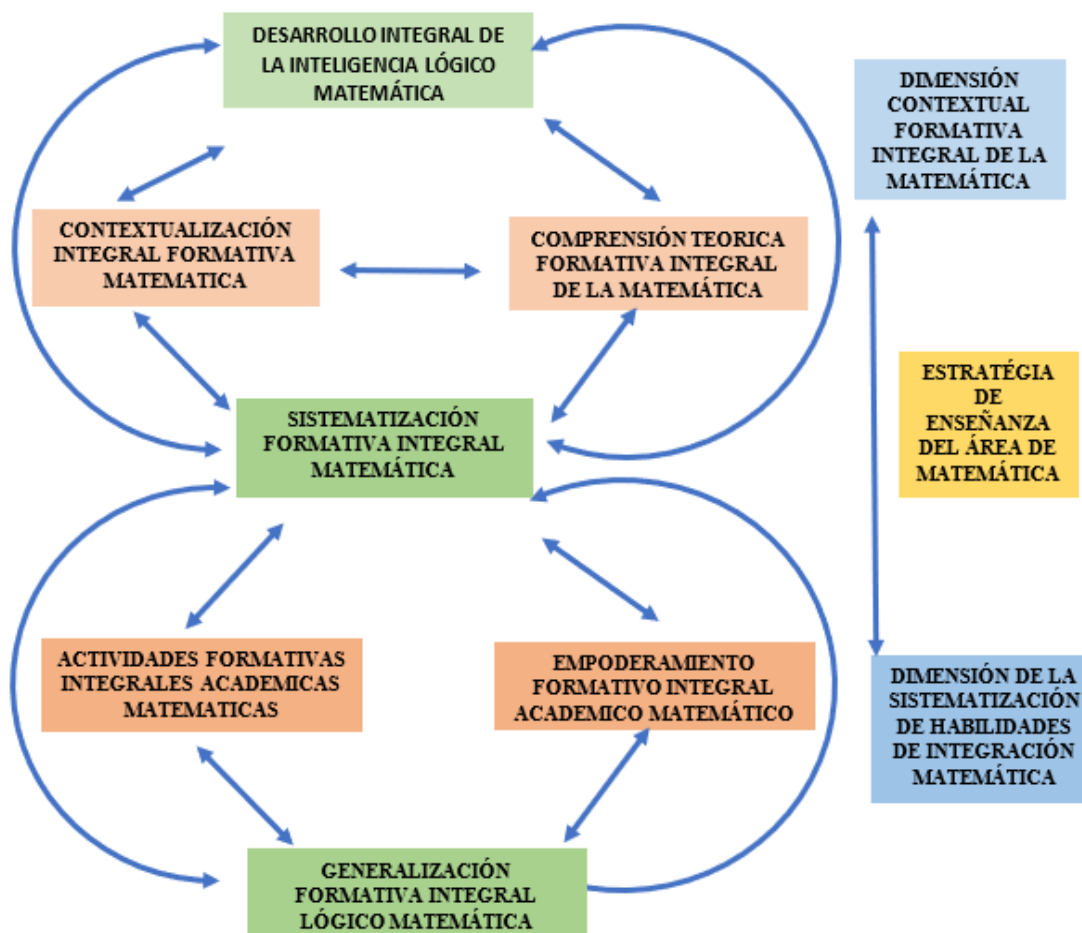 DESARROLLO INTEGRAL DE
LA INTELIGENCIA LÓGICO
MATEMÁTICA
DIMENSIÓN
CONTEXTUAL
FORMATIVA
INTEGRAL DE LA
MATEMÁTICA
CONTEXTUALIZACIÓN
INTEGRAL FORMATIVA
MATEMATICA
COMPRENSIÓN TEORICA
FORMATIVA INTEGRAL
DE LA MATEMÁTICA
ESTRATÉGIA
DE
ENSEÑANZA
DEL ÁREA DE
MATEMÁTICA
SISTEMATIZACIÓN
FORMATIVA INTEGRAL
MATEMÁTICA
ACTIVIDADES FORMATIVAS
INTEGRALES ACADEMICAS
MATEMATICAS
EMPODERAMIENTO
FORMATIVO INTEGRAL
ACADEMICO MATEMÁTICO
DIMENSIÓN DE LA
SISTEMATIZACIÓN
DE HABILIDADES
DE INTEGRACIÓN
MATEMÁTICA
GENERALIZACIÓN
FORMATIVA INTEGRAL
LÓGICO MATEMÁTICA